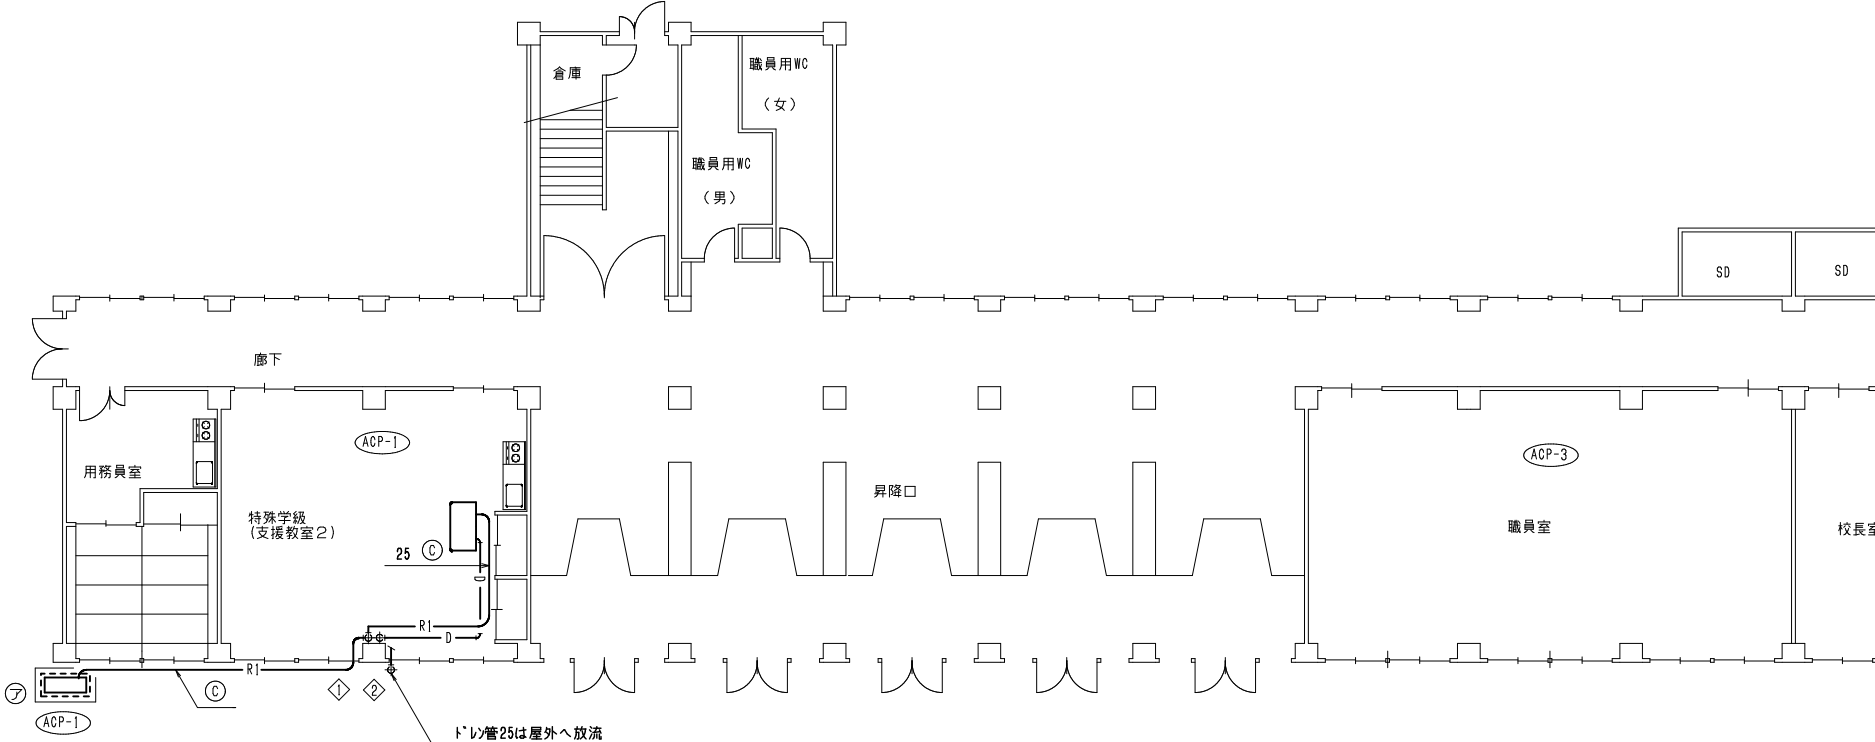 倉庫
職員用WC
（女）
職員用WC
（男）
SD
SD
廊下
ACP-1
ACP-3
用務員室
昇降口
特殊学級
(支援教室２)
職員室
校長室
25 C
D
R1
D
R1
ア
C
1
2
ACP-1
ﾄﾞﾚﾝ管25は屋外へ放流